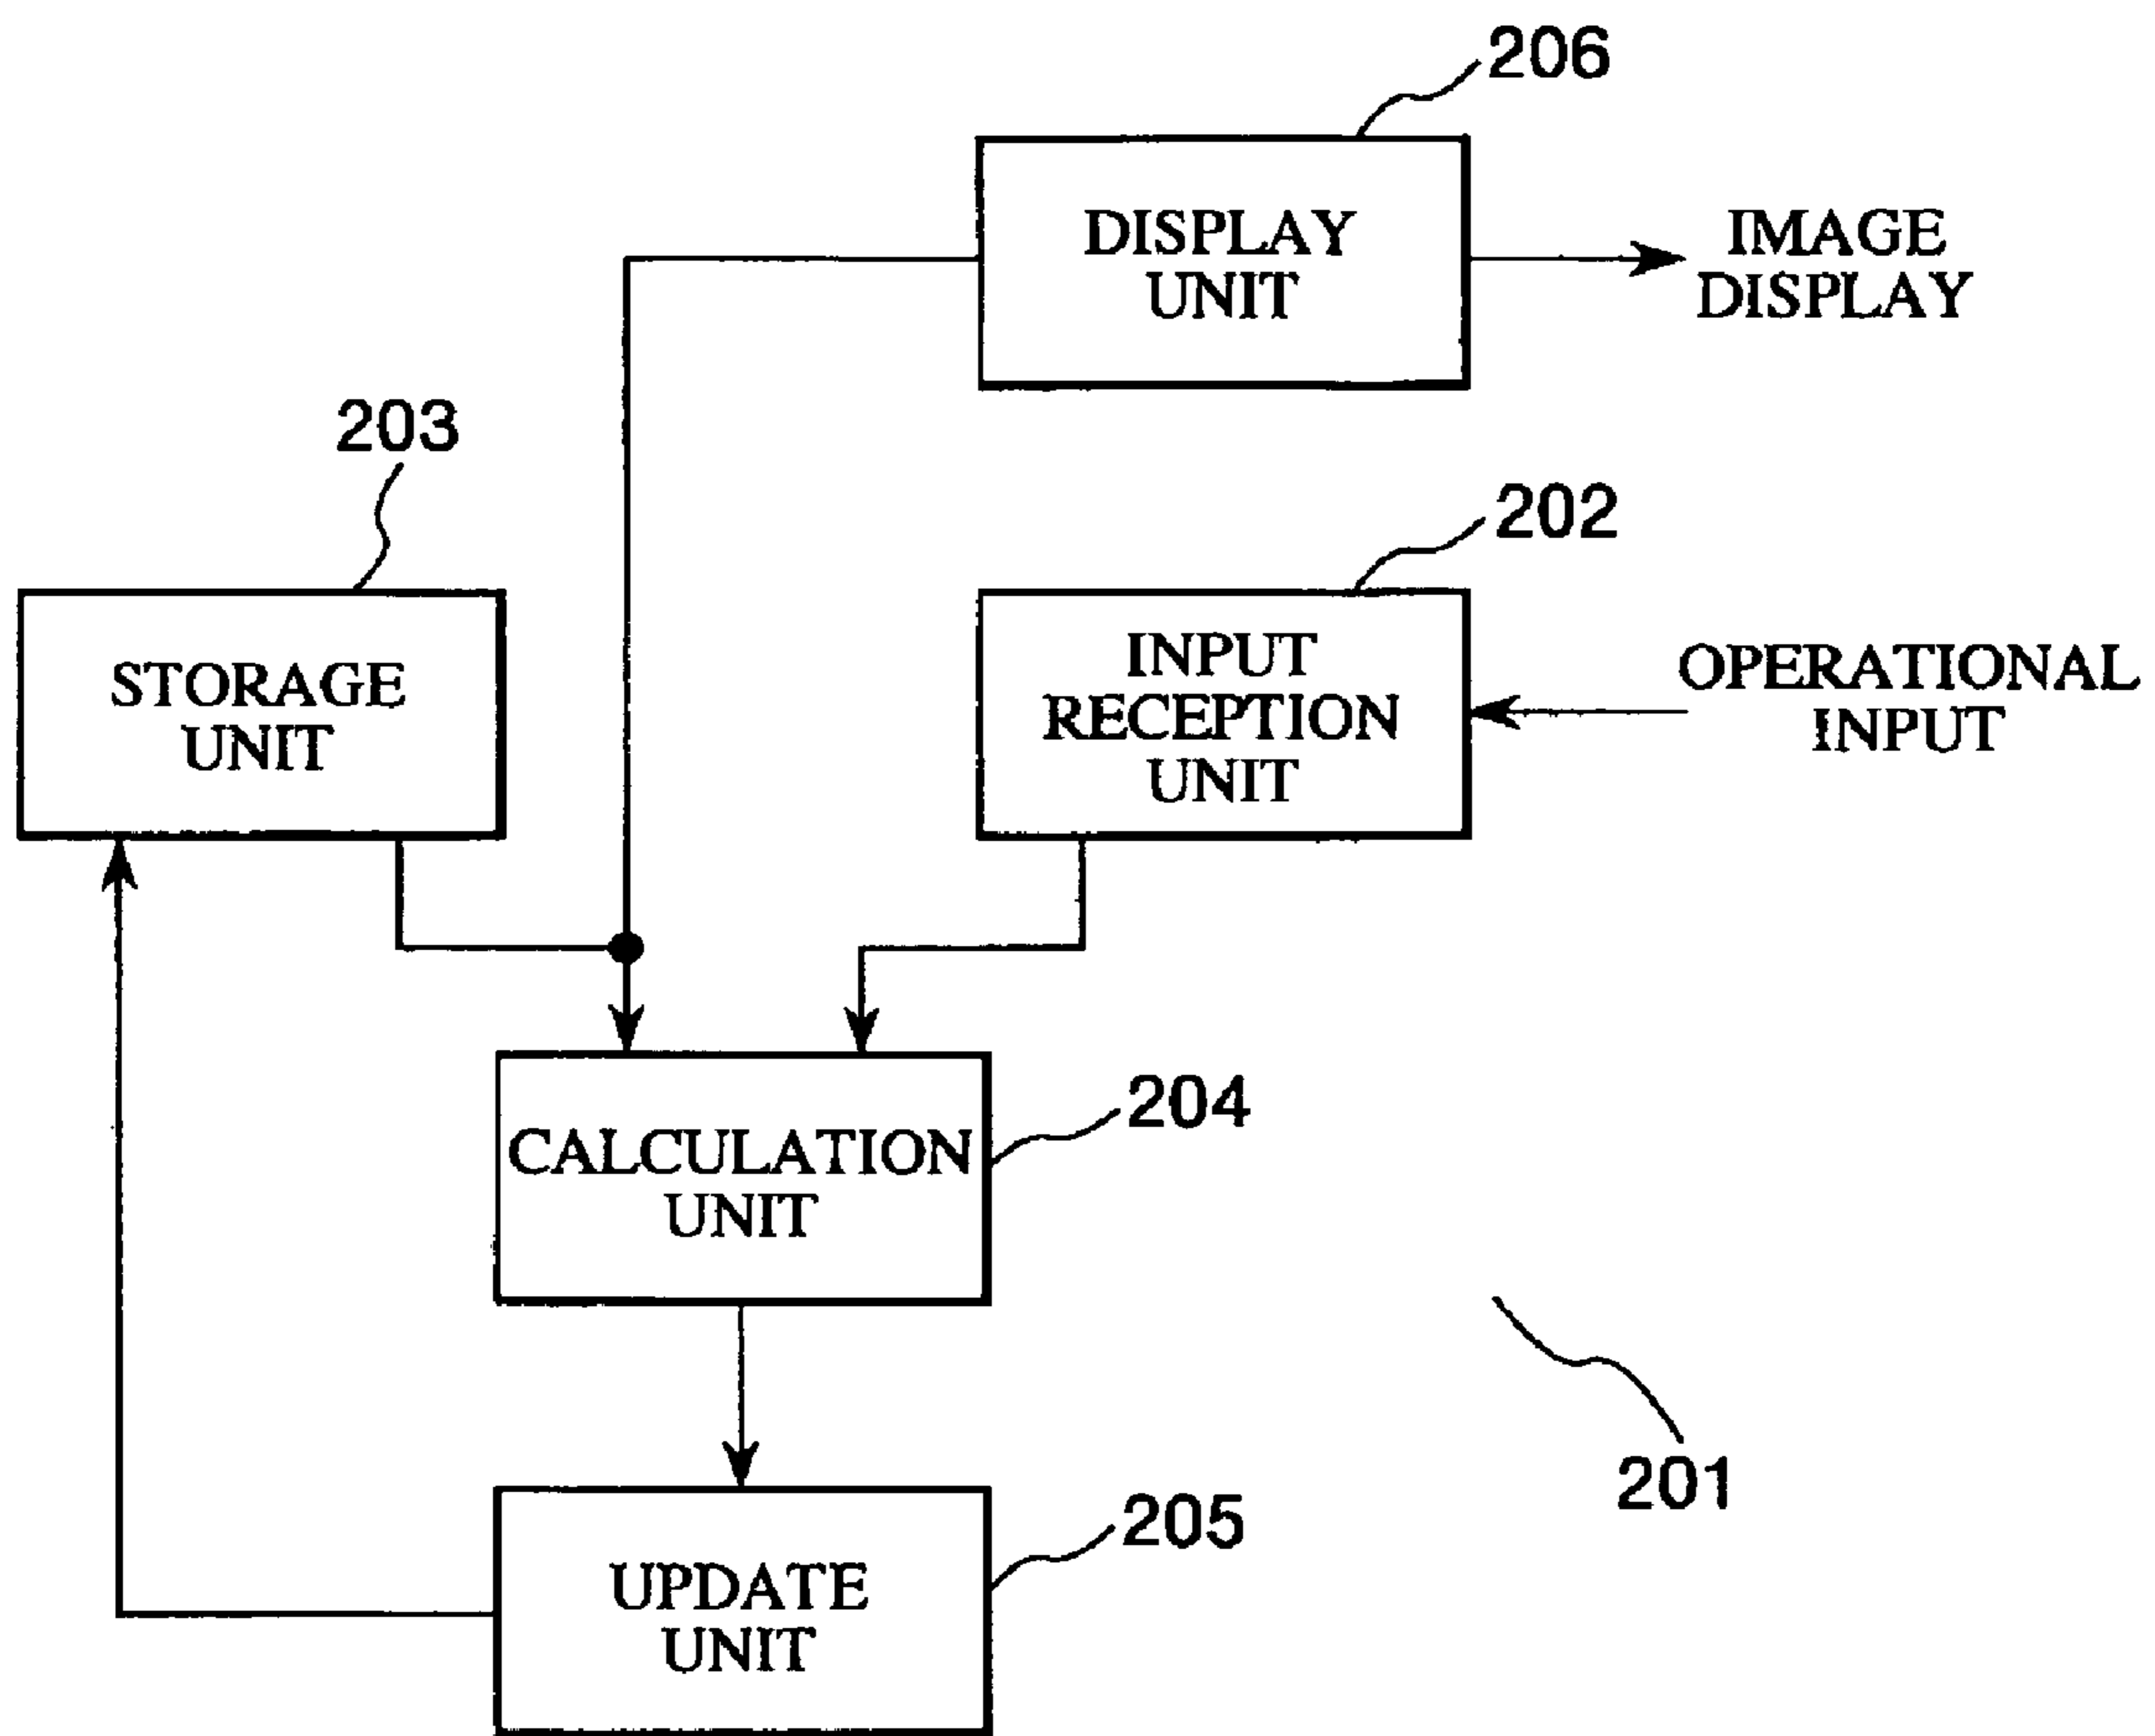 206
DISPLAY
UNIT
IMAGE
DISPLAY
203
202
STORAGE
UNIT
INPUT
RECEPTION
UNIT
OPERATIONAL
INPUT
204
CALCULATION
UNIT
201
205
UPDATE
UNIT